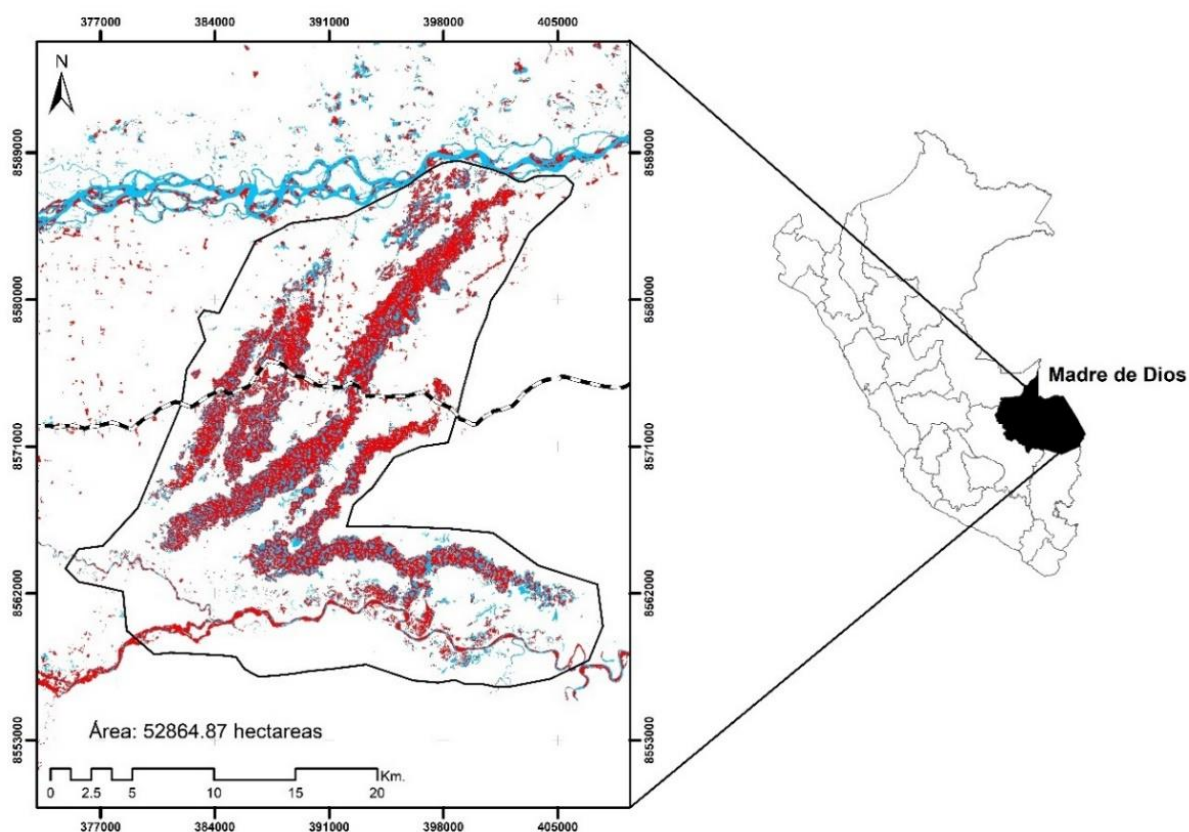 377000 384000 391000 398000 405000
N
8589000 8589000
8580000 8580000
Madre de Dios
8571000 8571000
8562000 8562000
8553000 8553000
Área: 52864.87 hectareas
0 2.5 5 10 15 20 Km.
377000 384000 391000 398000 405000